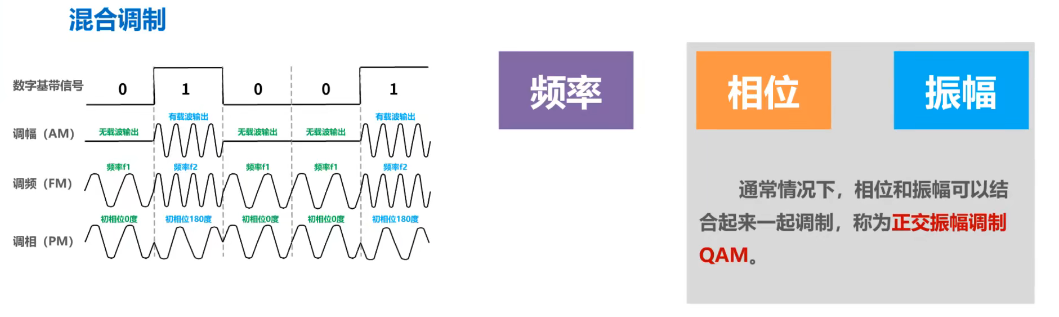 混合调制
数字基带信号 0 1 0 0 1
有载波输出 有载波输出
调幅（AM） 无载波输出 无载波输出 无载波输出
调频（FM） 频率f1 频率f2 频率f1 频率f1 频率f2
初相位0度 初相位180度 初相位0度 初相位0度 初相位180度
调相（PM）
频率 相位 振幅
通常情况下，相位和振幅可以结
合起来一起调制，称为正交振幅调制
QAM。